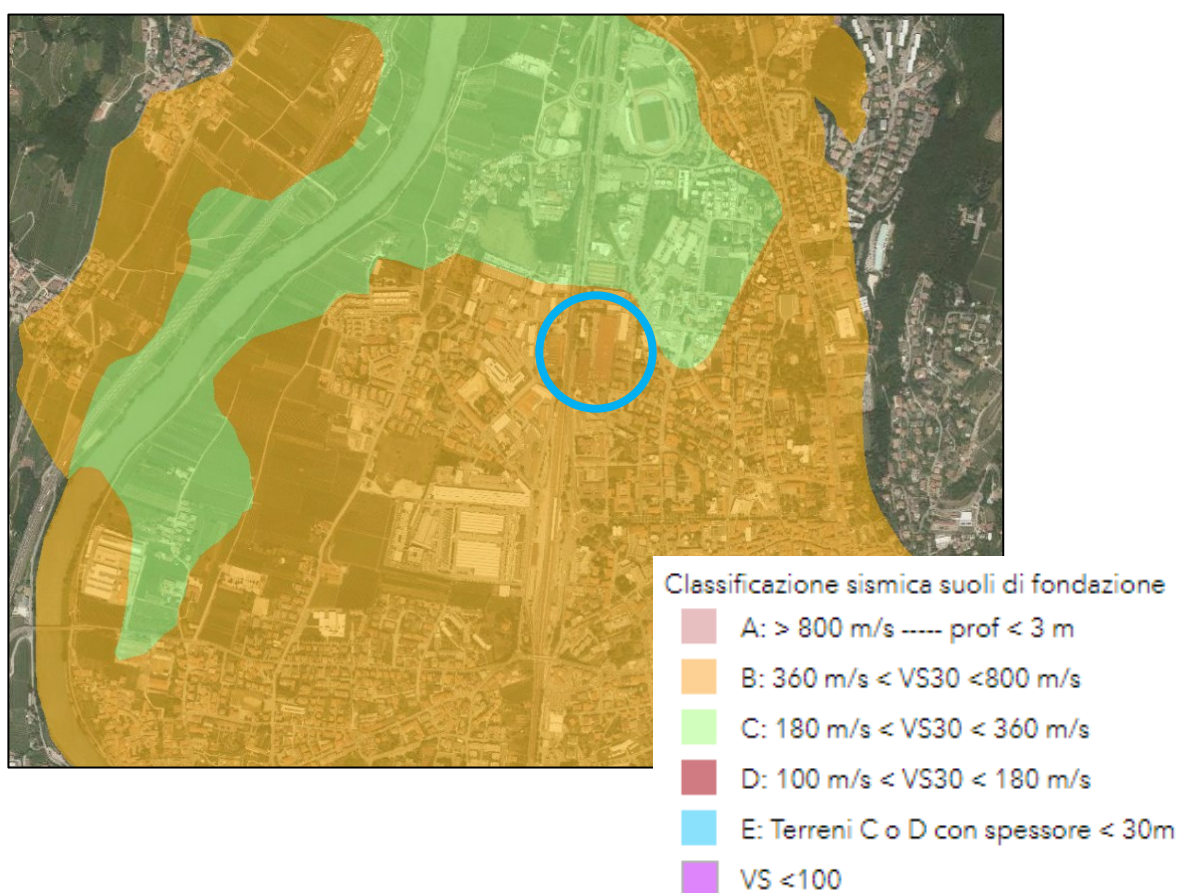 Classificazione sismica suoli di fondazione
A: > 800 m/s ----- prof < 3 m
B: 360 m/s < VS30 <800 m/s
C: 180 m/s < VS30 < 360 m/s
D: 100 m/s < VS30 < 180 m/s
E: Terreni C o D con spessore < 30m
VS <100